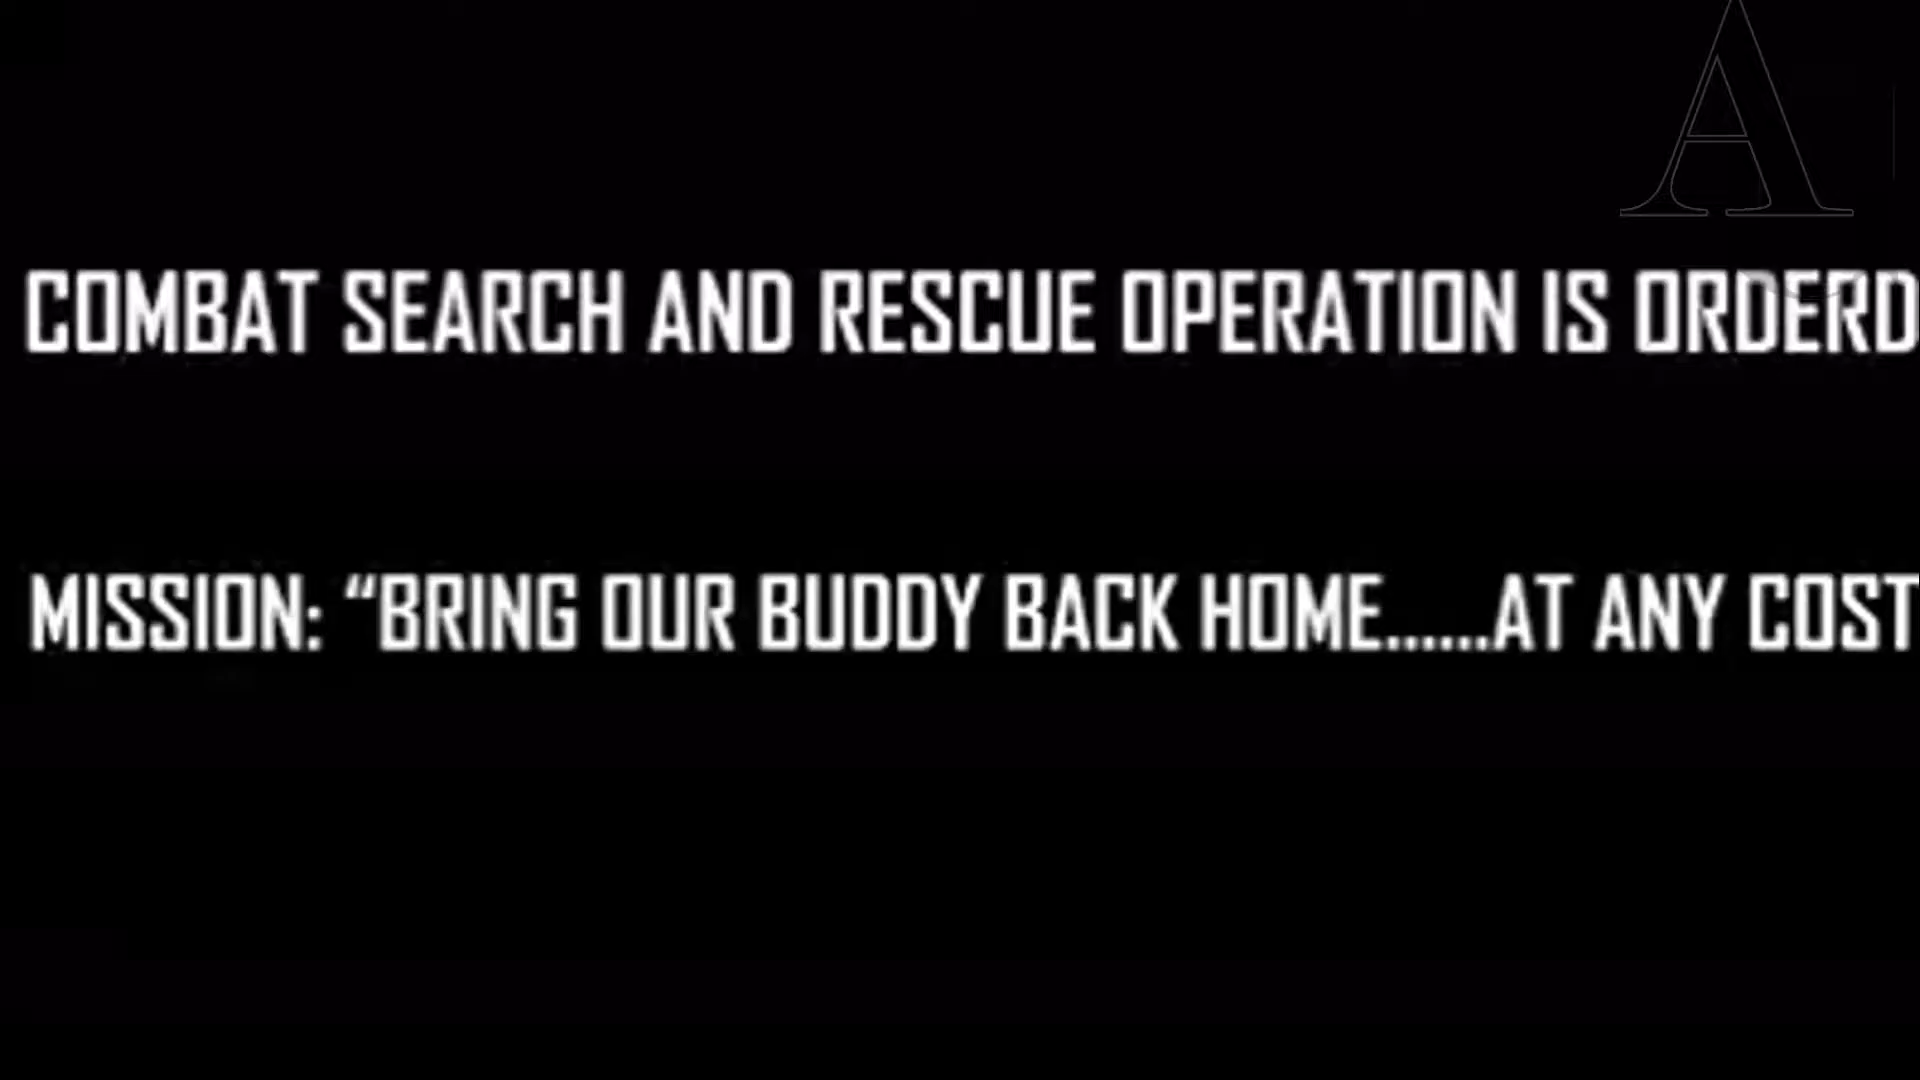 A
COMBAT SEARCH AND RESCUE OPERATION IS ORDERD
MISSION: “BRING OUR BUDDY BACK HOME......AT ANY COST